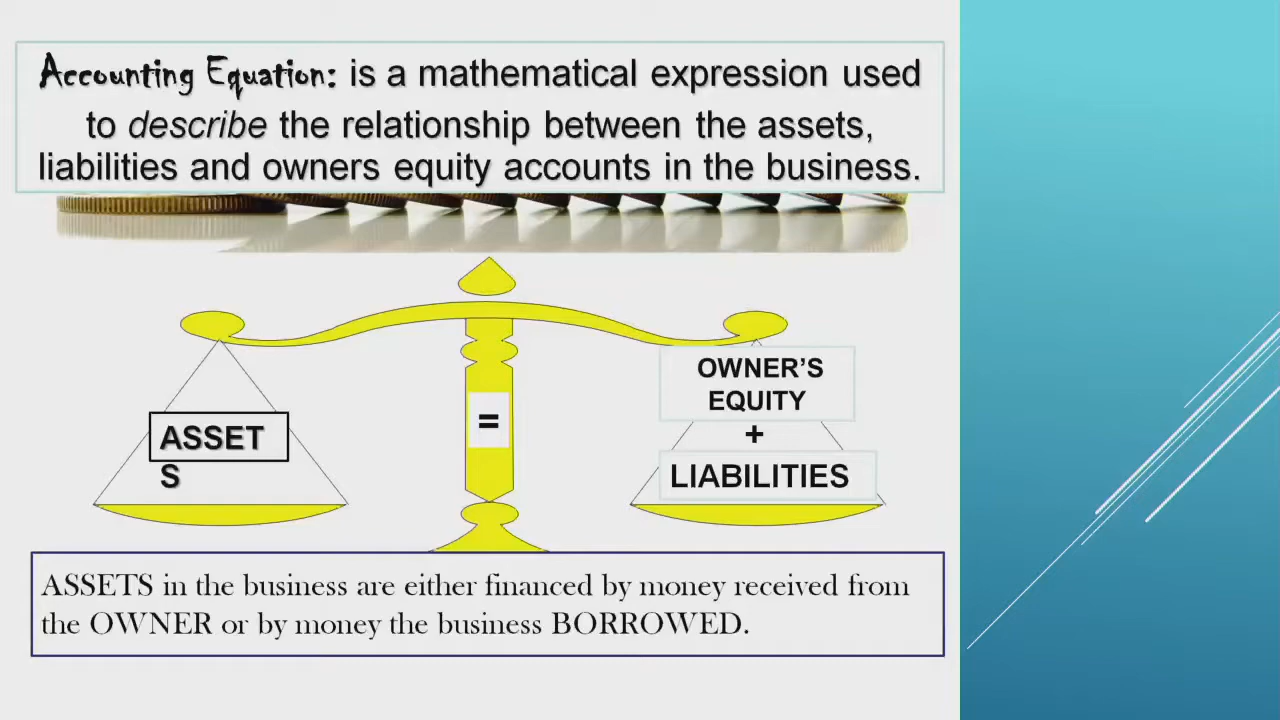 Accounting Equation: is a mathematical expression used
to describe the relationship between the assets,
liabilities and owners equity accounts in the business.
ASSET
S
=
OWNER'S
EQUITY
+
LIABILITIES
ASSETS in the business are either financed by money received from
the OWNER or by money the business BORROWED.